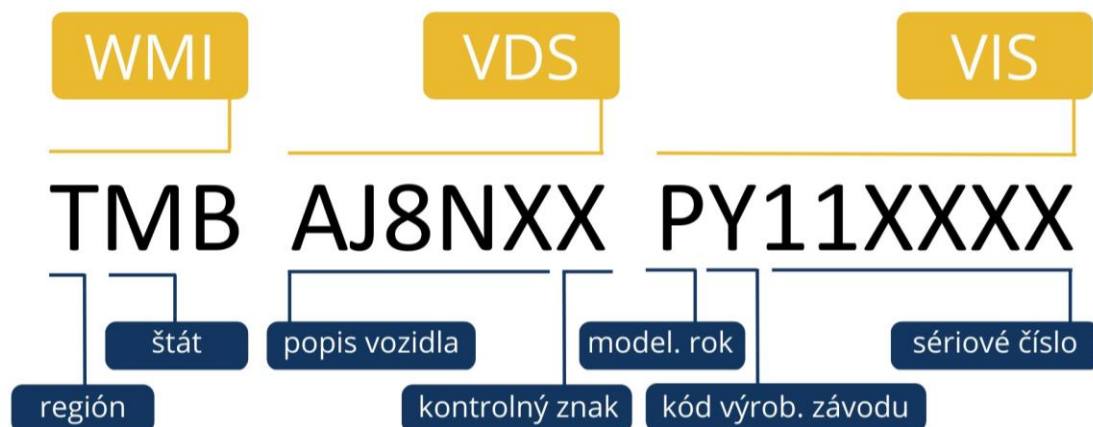 WMI VDS VIS
TMB AJ8NXX PY11XXXX
štát popis vozidla model. rok sériové číslo
región kontrolný znak kód výrob. závodu